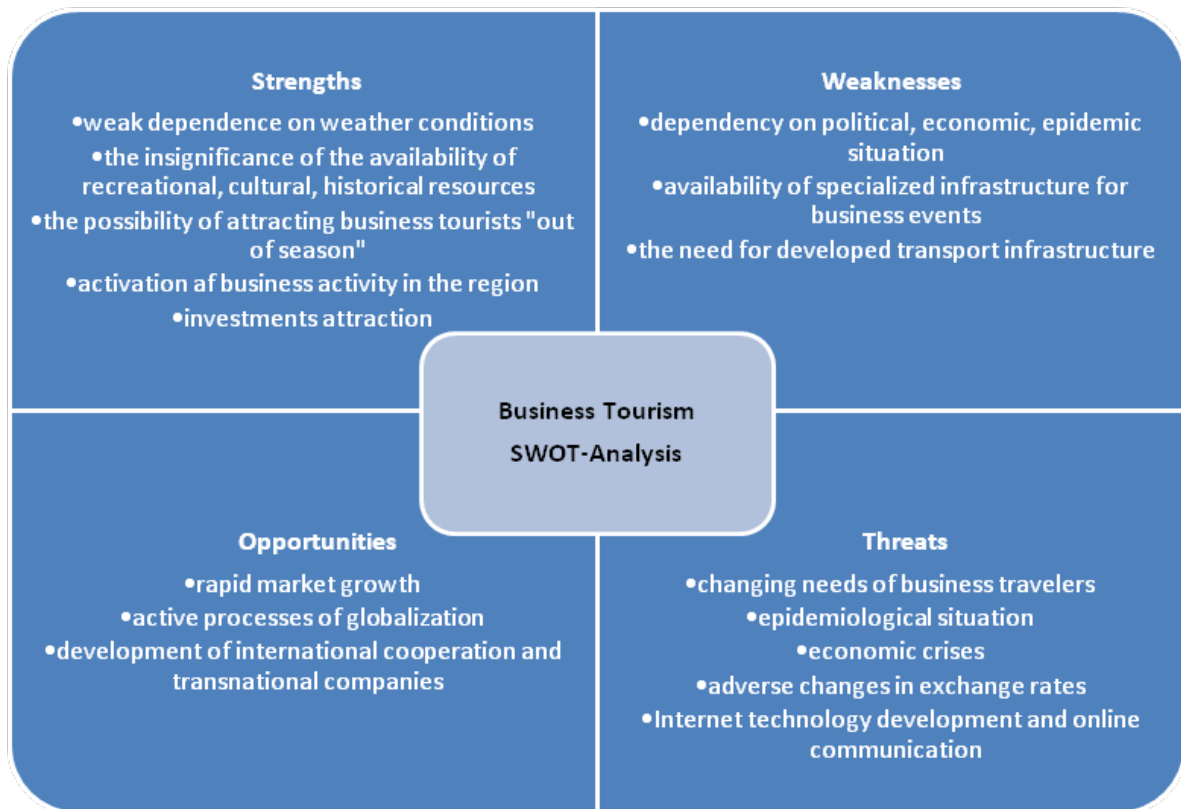 Strengths
•weak dependence on weather conditions
•the insignificance of the availability of
recreational, cultural, historical resources
•the possibility of attracting business tourists "out
of season"
•activation af business activity in the region
•investments attraction
Weaknesses
•dependency on political, economic, epidemic
situation
•availability of specialized infrastructure for
business events
•the need for developed transport infrastructure
Business Tourism
SWOT-Analysis
Opportunities
•rapid market growth
•active processes of globalization
•development of international cooperation and
transnational companies
Threats
•changing needs of business travelers
•epidemiological situation
•economic crises
•adverse changes in exchange rates
•Internet technology development and online
communication